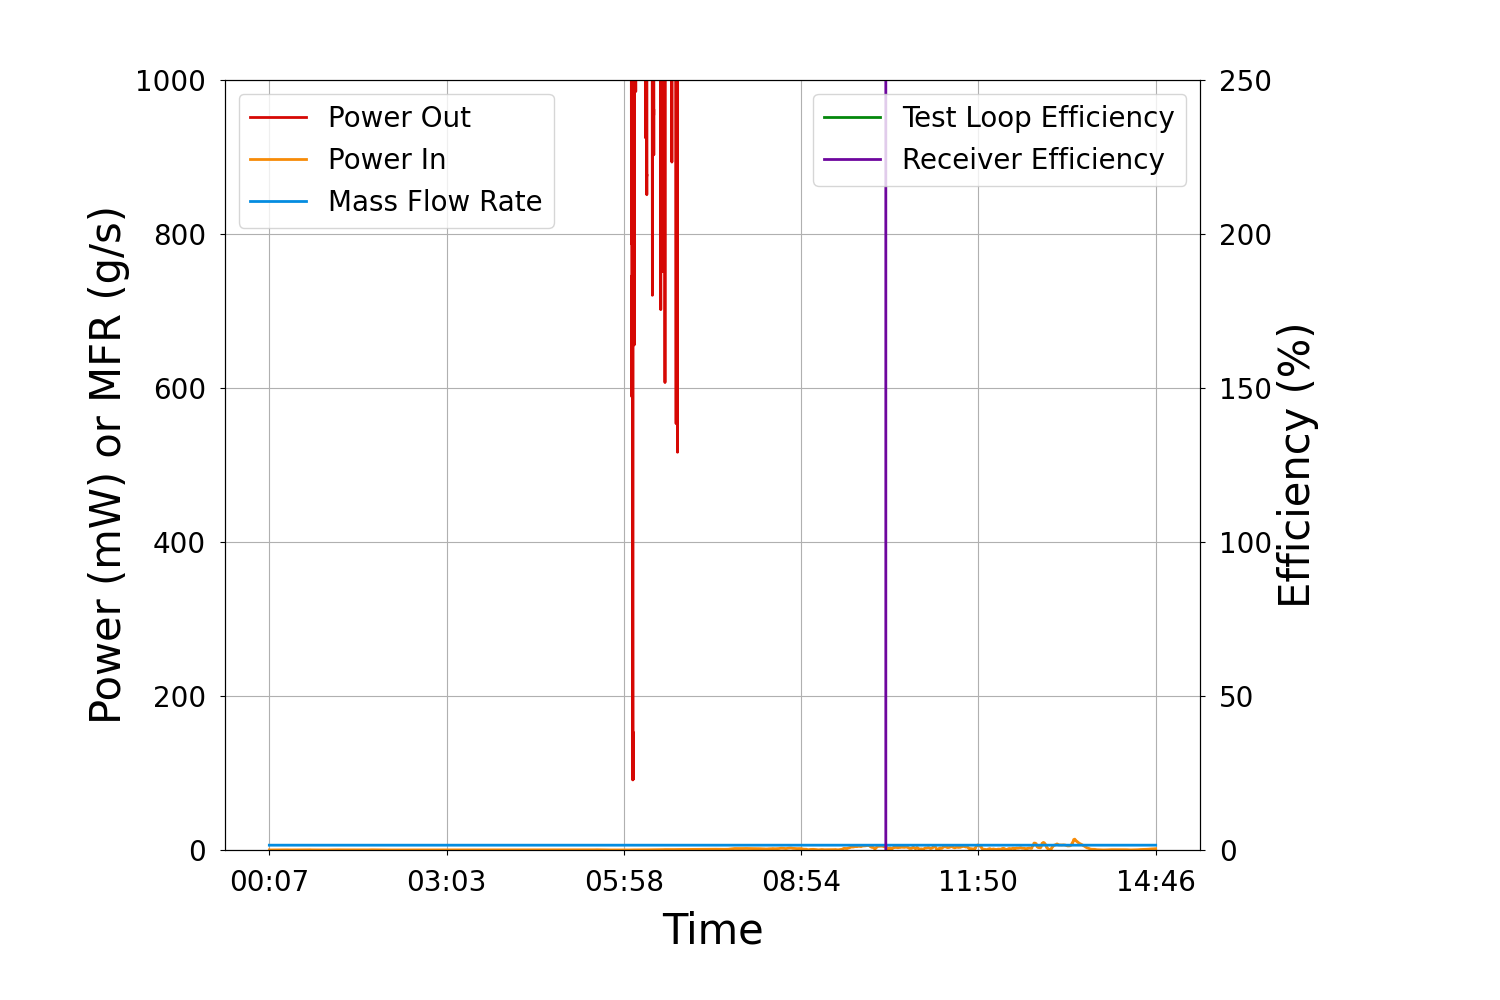 1000
800
600
400
200
0
Power (mW) or MFR (g/s)
Power Out
Power In
Mass Flow Rate
Test Loop Efficiency
Receiver Efficiency
250
200
150
100
50
0
Efficiency (%)
00:07 03:03 05:58 08:54 11:50 14:46
Time